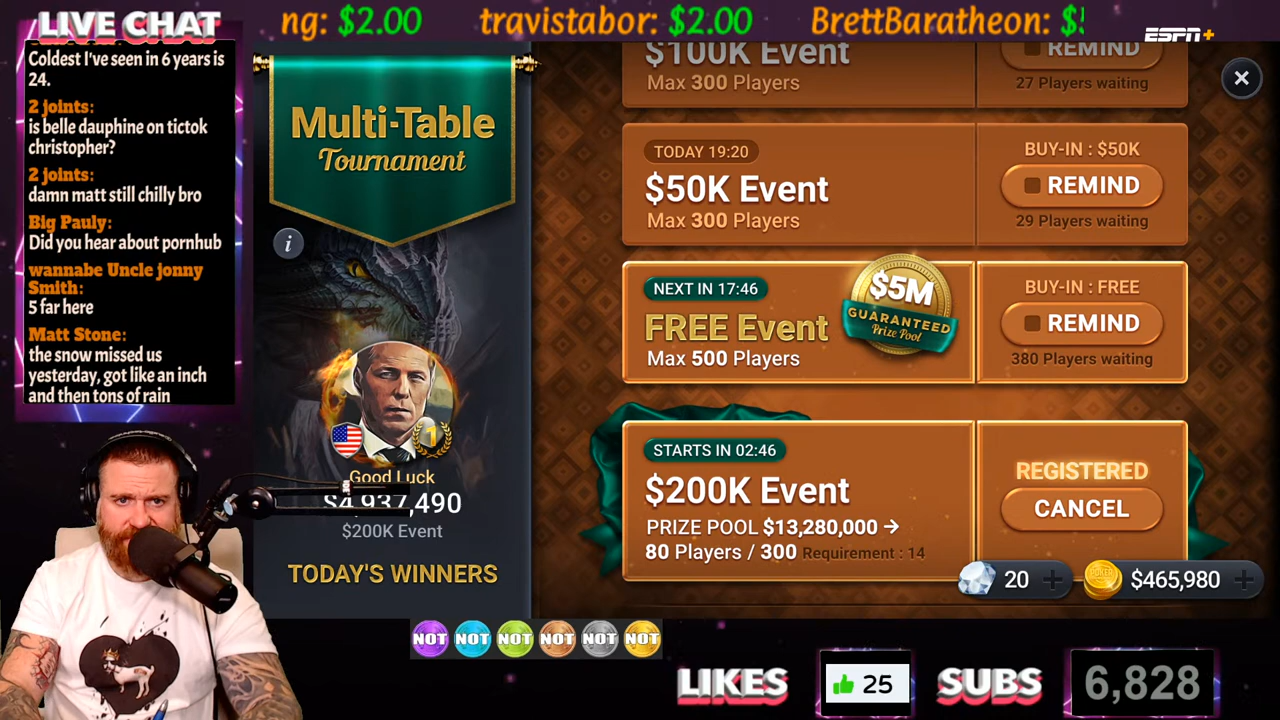 LIVE CHAT
ng: $2.00 travistabor: $2.00 BrettBaratheon:
ESPN+
Coldest I've seen in 6 years is
24.
2 joints:
is belle dauphine on tictok
christopher?
2 joints:
damn matt still chilly bro
Big Pauly:
Did you hear about pornhub
wannabe Uncle jonny
Smith:
5 far here
Matt Stone:
the snow missed us
yesterday, got like an inch
and then tons of rain
Multi-Table
Tournament
i
1
Good Luck
$4,937,490
$200K Event
TODAY'S WINNERS
$100K Event
Max 300 Players
REMIND
27 Players waiting
TODAY 19:20
$50K Event
Max 300 Players
BUY-IN : $50K
REMIND
29 Players waiting
NEXT IN 17:46
FREE Event
Max 500 Players
$5M
GUARANTEED
Prize Pool
BUY-IN : FREE
REMIND
380 Players waiting
STARTS IN 02:46
$200K Event
PRIZE POOL $13,280,000 →
80 Players / 300 Requirement : 14
REGISTERED
CANCEL
20 + $465,980 +
NOT NOT NOT NOT NOT NOT
LIKES 25 SUBS 6,828